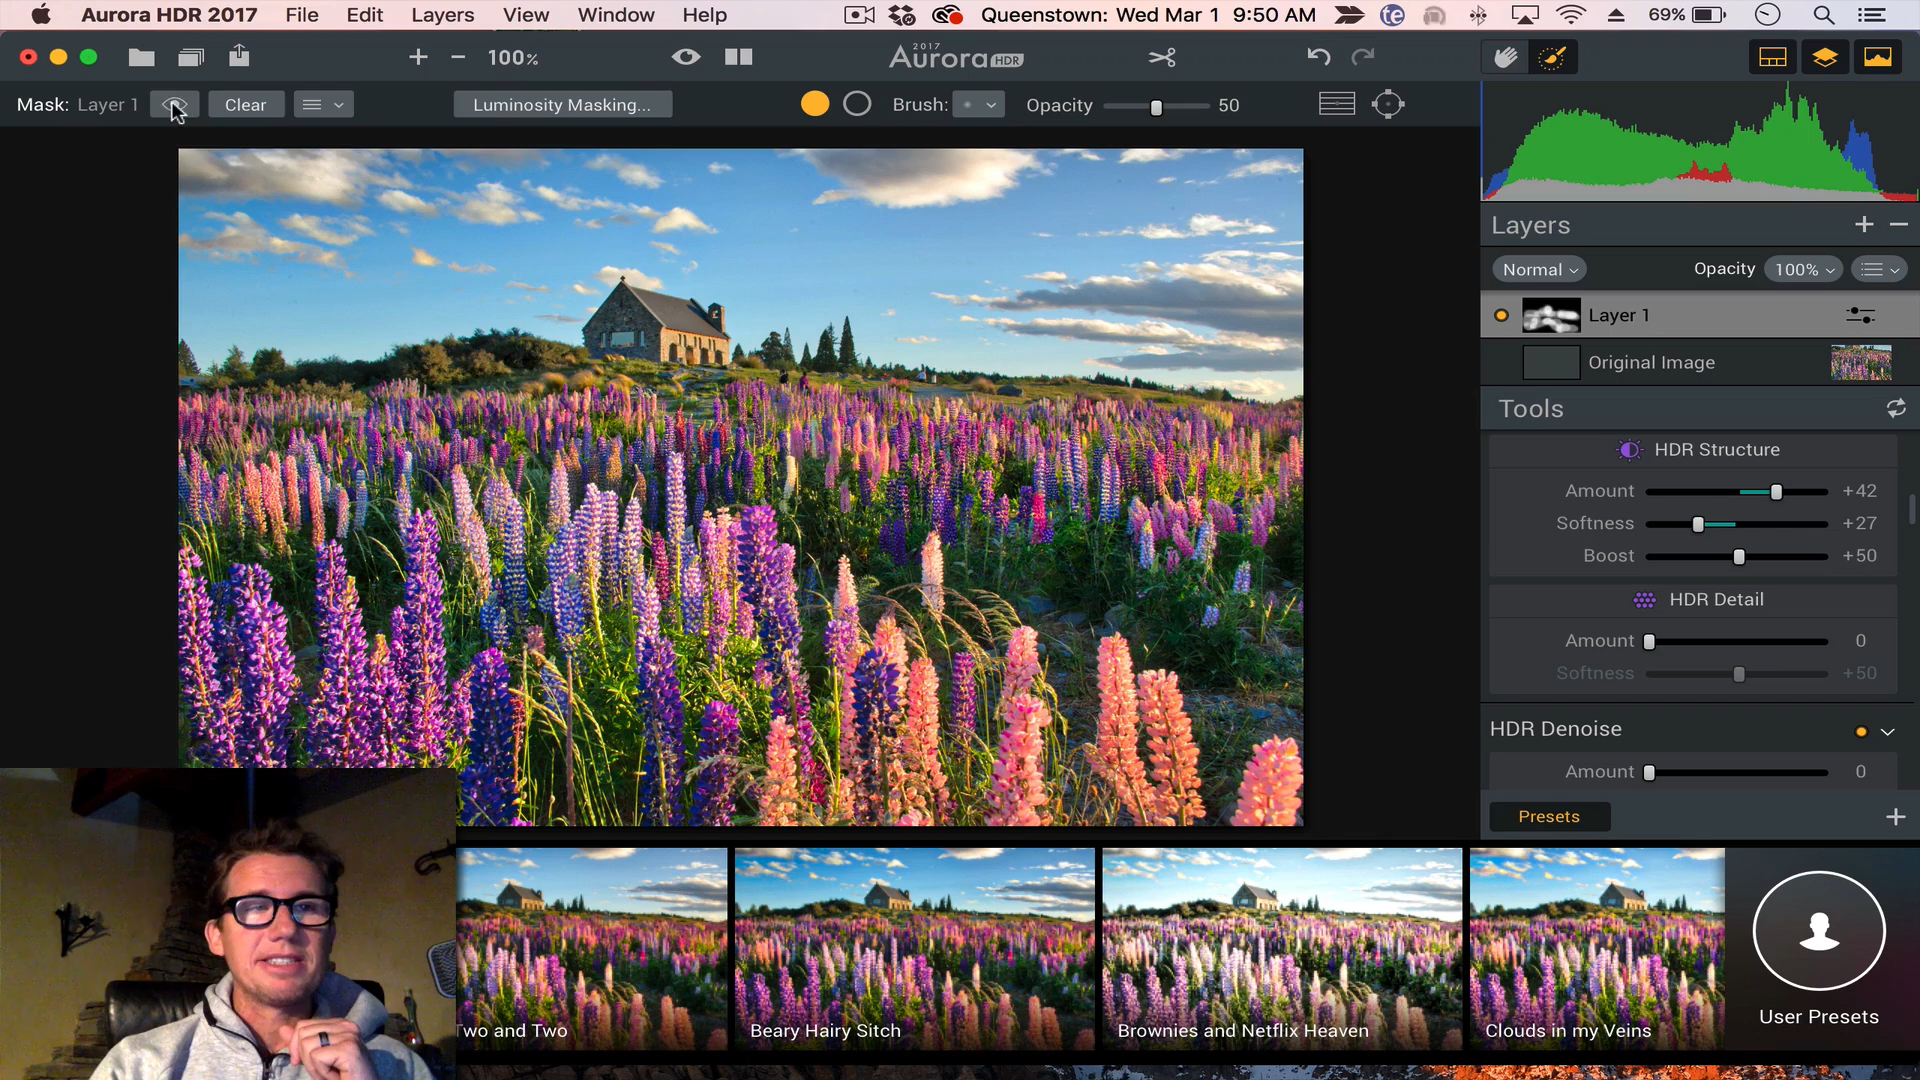 Aurora HDR 2017 File Edit Layers View Window Help Queenstown: Wed Mar 1 9:50 AM te 69%
100% 2017 Aurora HDR
Mask: Layer 1 Clear Luminosity Masking... Brush: Opacity 50
Layers
Normal Opacity 100%
Layer 1
Original Image
Tools
HDR Structure
Amount +42
Softness +27
Boost +50
HDR Detail
Amount 0
Softness +50
HDR Denoise
Amount 0
Presets
Two and Two
Beary Hairy Sitch
Brownies and Netflix Heaven
Clouds in my Veins
User Presets